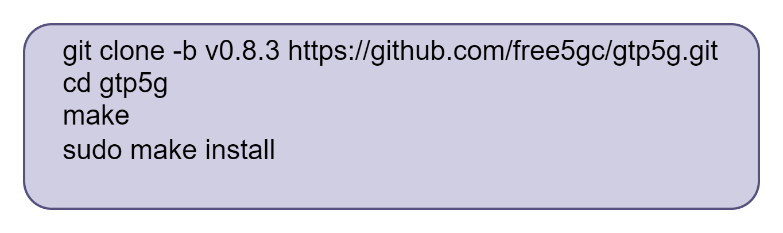 git clone -b v0.8.3 https://github.com/free5gc/gtp5g.git
cd gtp5g
make
sudo make install